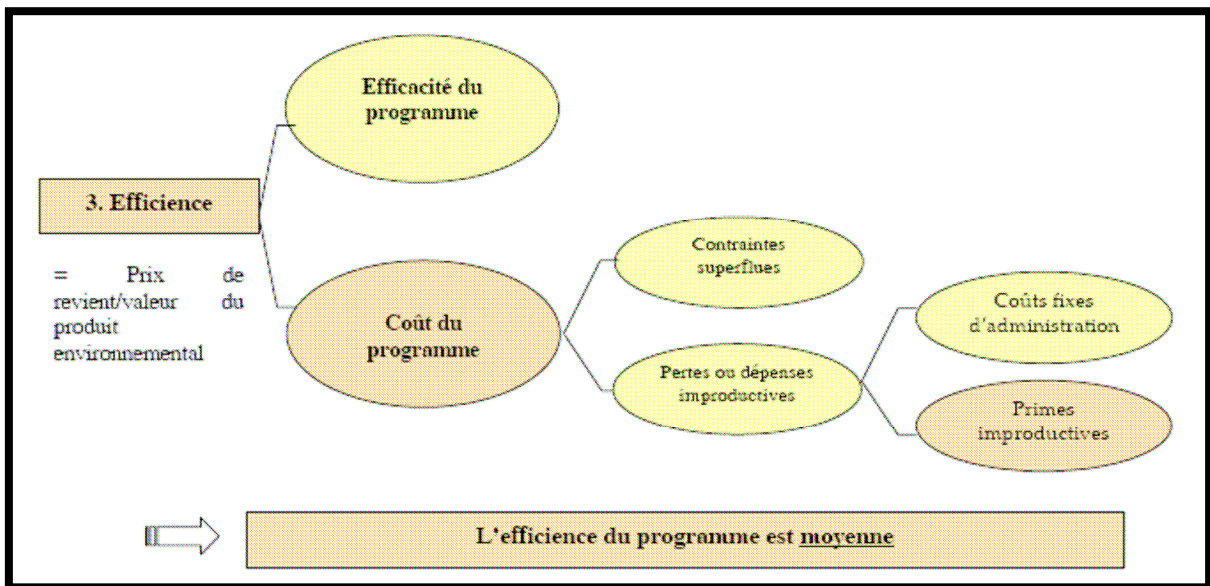 Efficacité du
programme
3. Efficience
= Prix de
revient/valeur du
produit
environnemental
Coût du
programme
Contraintes
superflues
Pertes ou dépenses
improductives
Coûts fixes
d'administration
Primes
improductives
L'efficience du programme est moyenne